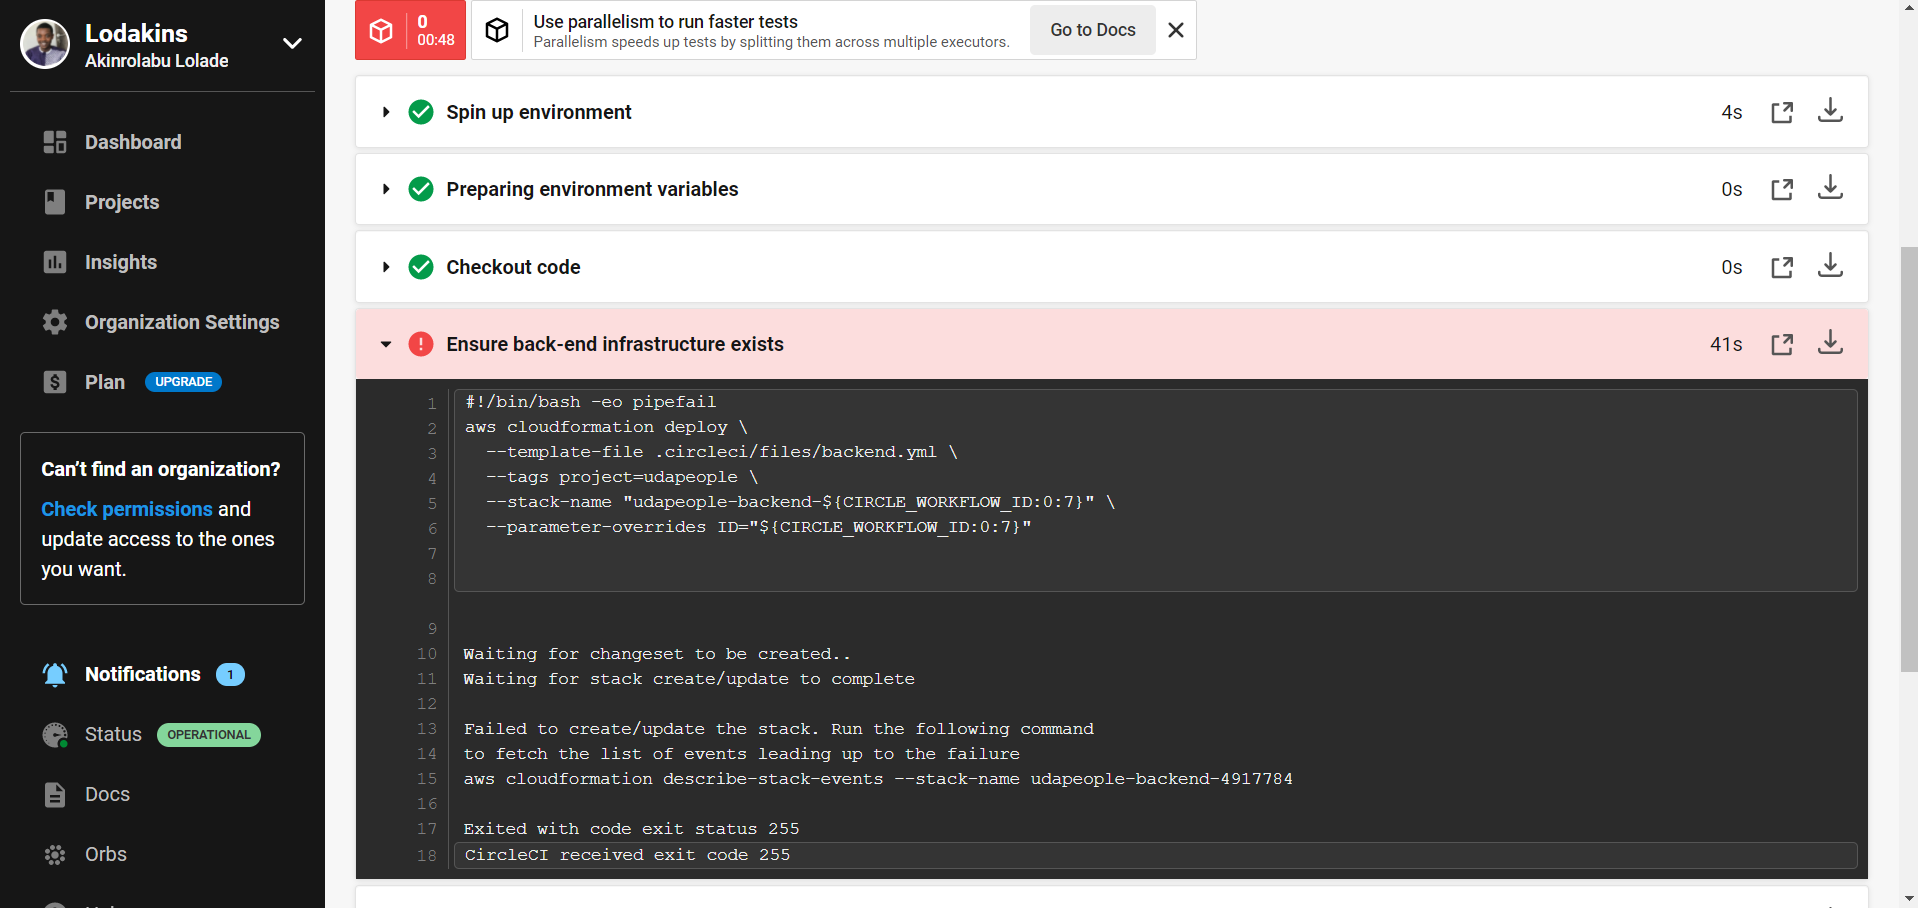 Lodakins
Akinrolabu Lolade
Dashboard
Projects
Insights
Organization Settings
Plan UPGRADE
Can't find an organization?
Check permissions and
update access to the ones
you want.
Notifications 1
Status OPERATIONAL
Docs
Orbs
0
00:48
Use parallelism to run faster tests
Parallelism speeds up tests by splitting them across multiple executors.
Go to Docs
Spin up environment 4s
Preparing environment variables 0s
Checkout code 0s
Ensure back-end infrastructure exists 41s
1 #!/bin/bash -eo pipefail
2 aws cloudformation deploy \
3 --template-file .circleci/files/backend.yml \
4 --tags project=udapeople \
5 --stack-name "udapeople-backend-${CIRCLE_WORKFLOW_ID:0:7}" \
6 --parameter-overrides ID="${CIRCLE_WORKFLOW_ID:0:7}"
7
8
9
10 Waiting for changeset to be created..
11 Waiting for stack create/update to complete
12
13 Failed to create/update the stack. Run the following command
14 to fetch the list of events leading up to the failure
15 aws cloudformation describe-stack-events --stack-name udapeople-backend-4917784
16
17 Exited with code exit status 255
18 CircleCI received exit code 255